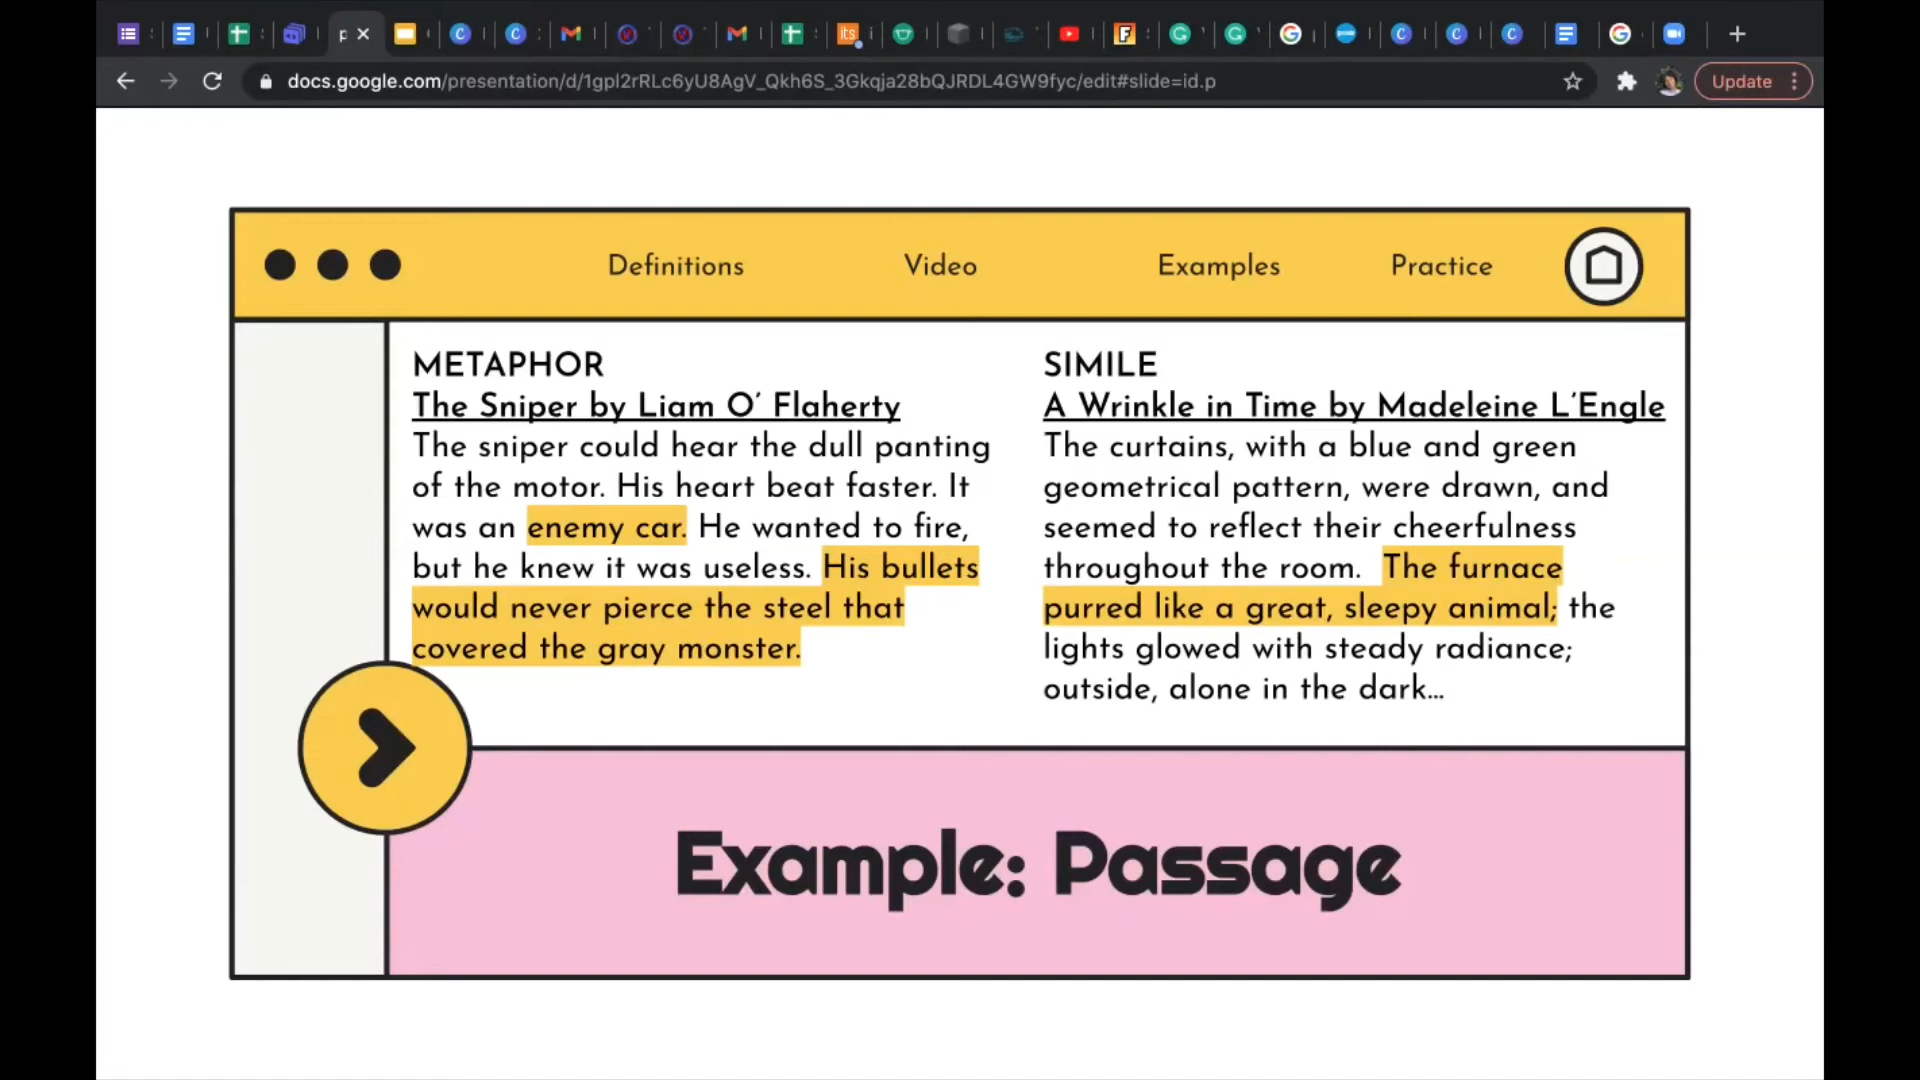 its
Update
docs.google.com/presentation/d/1gpl2rRLc6yU8AgV_Qkh6S_3Gkqja28bQJRDL4GW9fyc/edit#slide=id.p
Definitions Video Examples Practice
METAPHOR
The Sniper by Liam O’ Flaherty
The sniper could hear the dull panting
of the motor. His heart beat faster. It
was an enemy car. He wanted to fire,
but he knew it was useless. His bullets
would never pierce the steel that
covered the gray monster.
SIMILE
A Wrinkle in Time by Madeleine L’Engle
The curtains, with a blue and green
geometrical pattern, were drawn, and
seemed to reflect their cheerfulness
throughout the room. The furnace
purred like a great, sleepy animal; the
lights glowed with steady radiance;
outside, alone in the dark...
Example: Passage